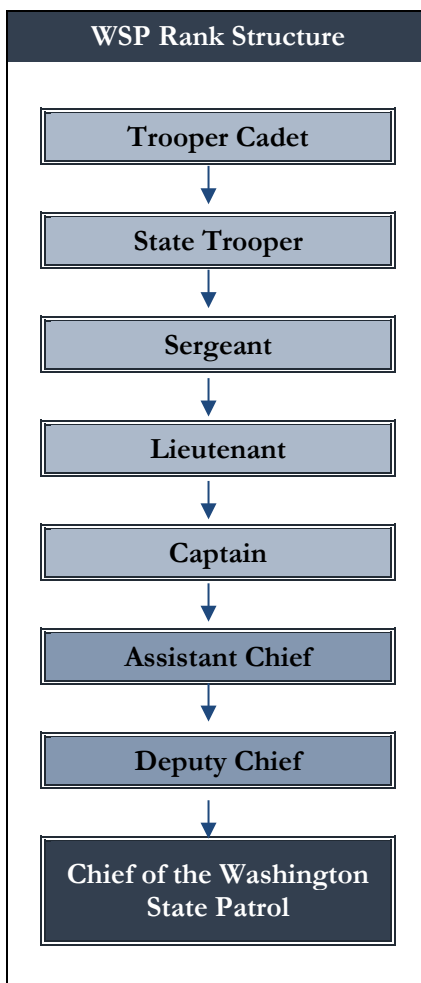 WSP Rank Structure
Trooper Cadet
State Trooper
Sergeant
Lieutenant
Captain
Assistant Chief
Deputy Chief
Chief of the Washington
State Patrol